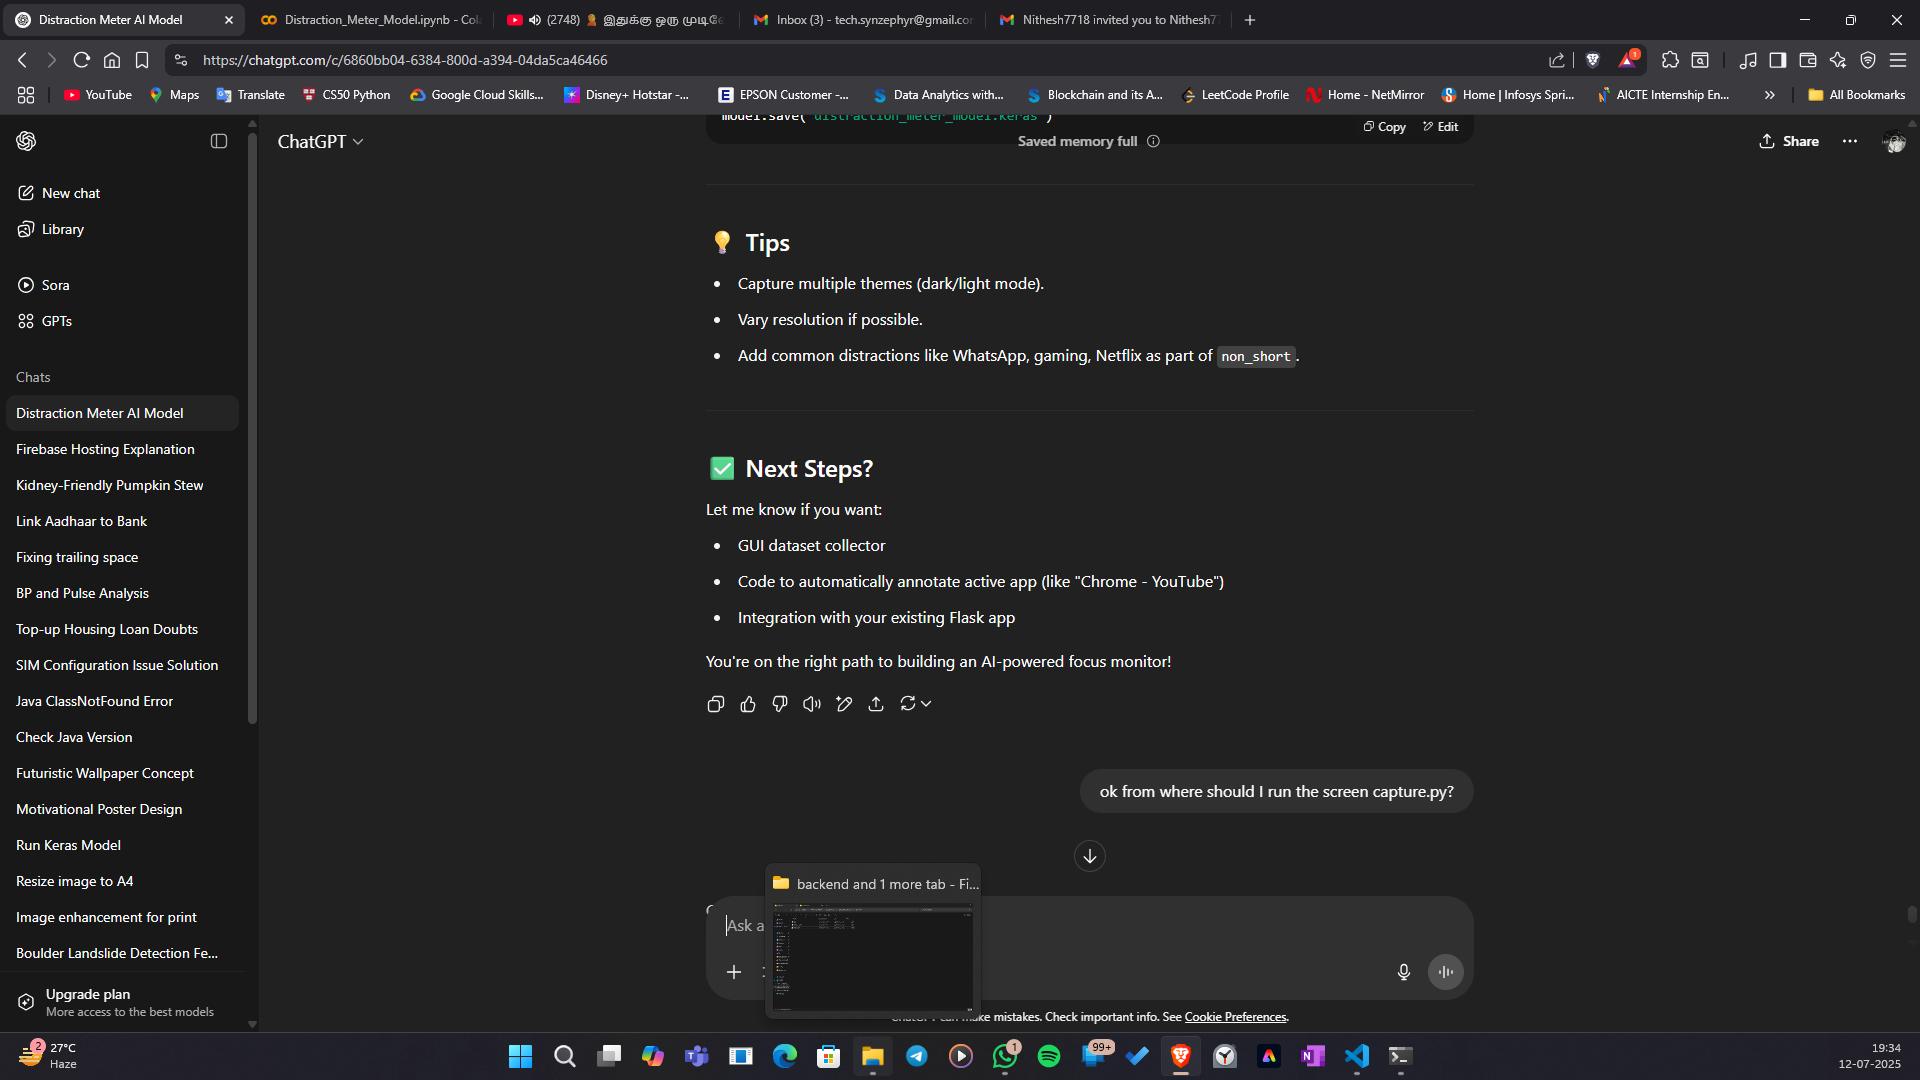 Distraction Meter AI Model
Distraction_Meter_Model.ipynb - Col
(2748)
இதுக்கு ஒரு முடிவே
Inbox (3) - tech.synzephyr@gmail.com
Nithesh7718 invited you to Nithesh77
https://chatgpt.com/c/6860bb04-6384-800d-a394-04da5ca46466
1
YouTube
Maps
Translate
CS50 Python
Google Cloud Skills...
Disney+ Hotstar -...
EPSON Customer -...
Data Analytics with...
Blockchain and its A...
LeetCode Profile
Home - NetMirror
Home | Infosys Spri...
AICTE Internship En...
All Bookmarks
ChatGPT
model.save("distraction_meter_model.keras")
Copy
Edit
Saved memory full
Share
New chat
Library
Sora
GPTs
Chats
Distraction Meter AI Model
Firebase Hosting Explanation
Kidney-Friendly Pumpkin Stew
Link Aadhaar to Bank
Fixing trailing space
BP and Pulse Analysis
Top-up Housing Loan Doubts
SIM Configuration Issue Solution
Java ClassNotFound Error
Check Java Version
Futuristic Wallpaper Concept
Motivational Poster Design
Run Keras Model
Resize image to A4
Image enhancement for print
Boulder Landslide Detection Fe...
Upgrade plan
More access to the best models
💡 Tips
• Capture multiple themes (dark/light mode).
• Vary resolution if possible.
• Add common distractions like WhatsApp, gaming, Netflix as part of non_short.
✅ Next Steps?
Let me know if you want:
• GUI dataset collector
• Code to automatically annotate active app (like "Chrome - YouTube")
• Integration with your existing Flask app
You're on the right path to building an AI-powered focus monitor!
ok from where should I run the screen capture.py?
backend and 1 more tab - Fi...
Ask a
make mistakes. Check important info. See Cookie Preferences.
2
27°C
Haze
1
99+
19:34
12-07-2025